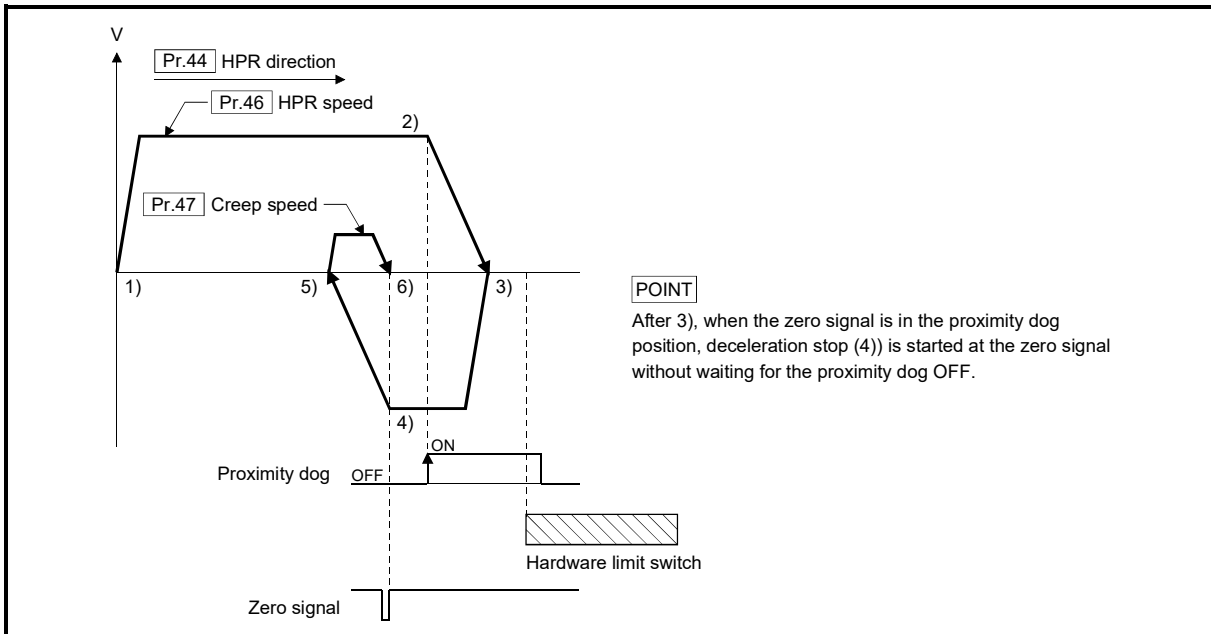 V
Pr.44 HPR direction
Pr.46 HPR speed
2)
Pr.47 Creep speed
1)
5)
6)
3)
POINT
After 3), when the zero signal is in the proximity dog
position, deceleration stop (4)) is started at the zero signal
without waiting for the proximity dog OFF.
4)
ON
Proximity dog OFF
Hardware limit switch
Zero signal